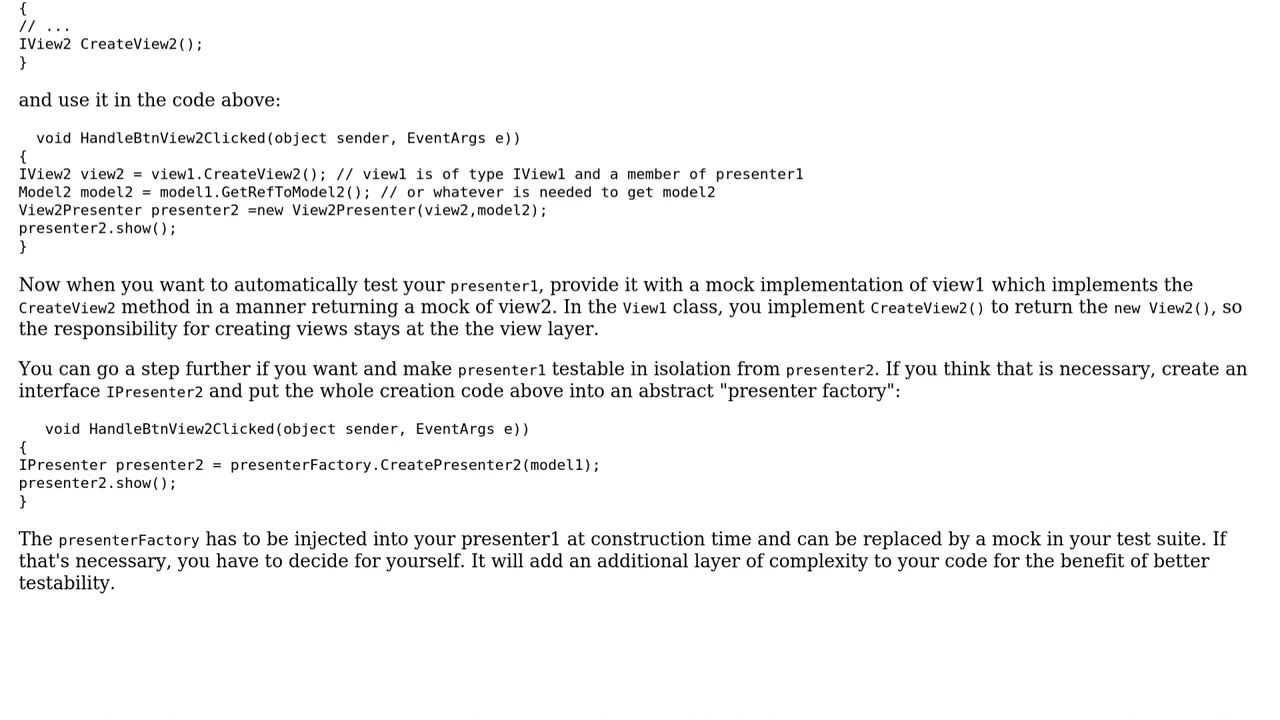 {
// ...
IView2 CreateView2();
}
and use it in the code above:
void HandleBtnView2Clicked(object sender, EventArgs e))
{
IView2 view2 = view1.CreateView2(); // view1 is of type IView1 and a member of presenter1
Model2 model2 = model1.GetRefToModel2(); // or whatever is needed to get model2
View2Presenter presenter2 =new View2Presenter(view2,model2);
presenter2.show();
}
Now when you want to automatically test your presenter1, provide it with a mock implementation of view1 which implements the
CreateView2 method in a manner returning a mock of view2. In the View1 class, you implement CreateView2() to return the new View2(), so
the responsibility for creating views stays at the the view layer.
You can go a step further if you want and make presenter1 testable in isolation from presenter2. If you think that is necessary, create an
interface IPresenter2 and put the whole creation code above into an abstract "presenter factory":
void HandleBtnView2Clicked(object sender, EventArgs e))
{
IPresenter presenter2 = presenterFactory.CreatePresenter2(model1);
presenter2.show();
}
The presenterFactory has to be injected into your presenter1 at construction time and can be replaced by a mock in your test suite. If
that's necessary, you have to decide for yourself. It will add an additional layer of complexity to your code for the benefit of better
testability.